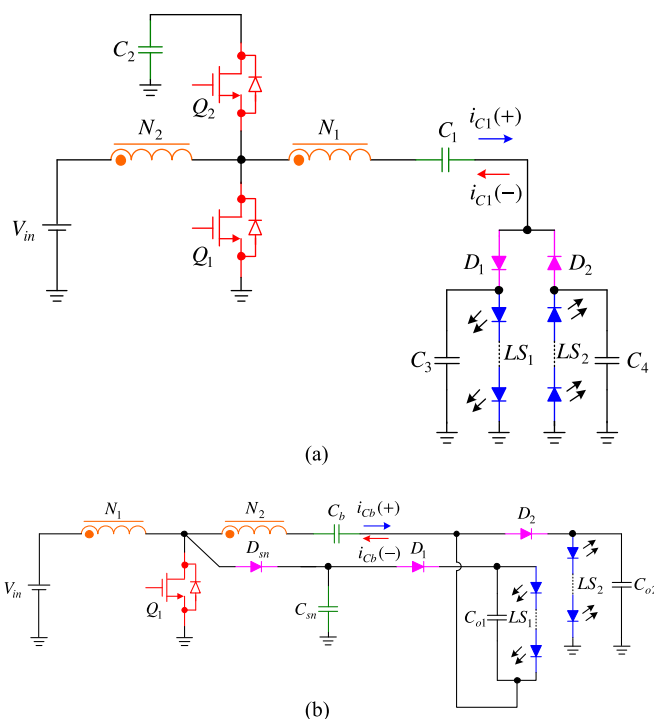 C2
Q2
N2
N1
C1
iC1(+)
iC1(−)
Vin
Q1
D1
D2
C3
LS1
LS2
C4
(a)
N1
N2
Cb
iCb(+)
iCb(−)
D2
Dsn
D1
Vin
Q1
Csn
Co1
LS1
LS2
Co2
(b)